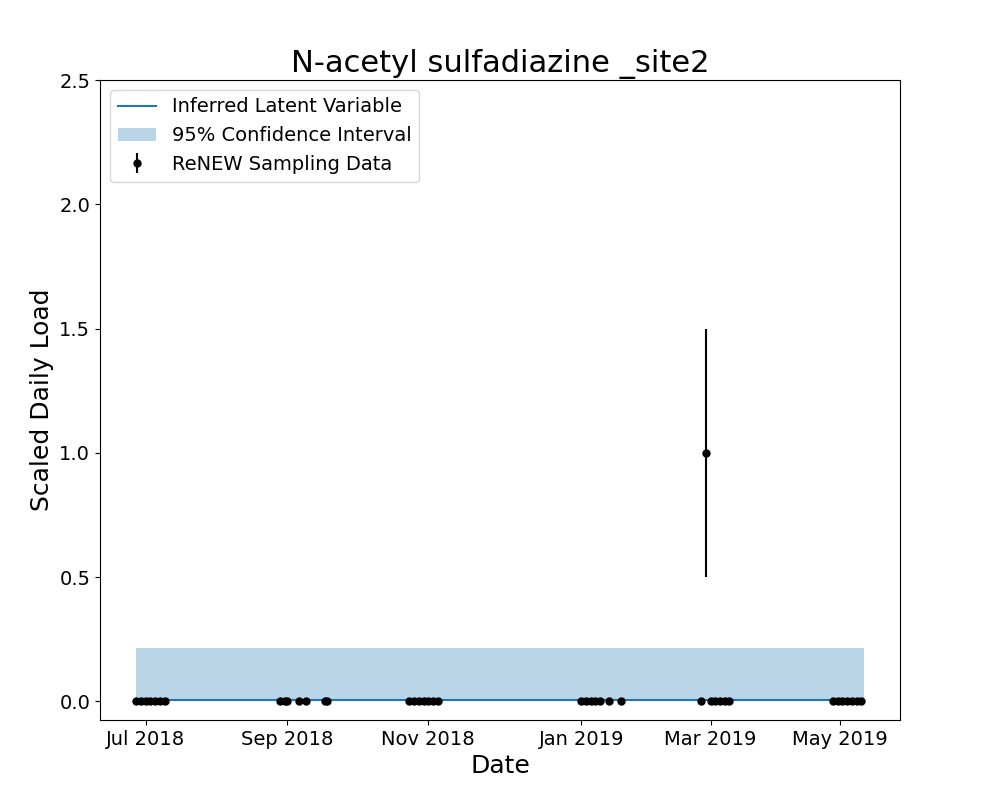 N-acetyl sulfadiazine _site2
2.5
2.0
1.5
1.0
0.5
0.0
Scaled Daily Load
Inferred Latent Variable
95% Confidence Interval
ReNEW Sampling Data
Jul 2018 Sep 2018 Nov 2018 Jan 2019 Mar 2019 May 2019
Date